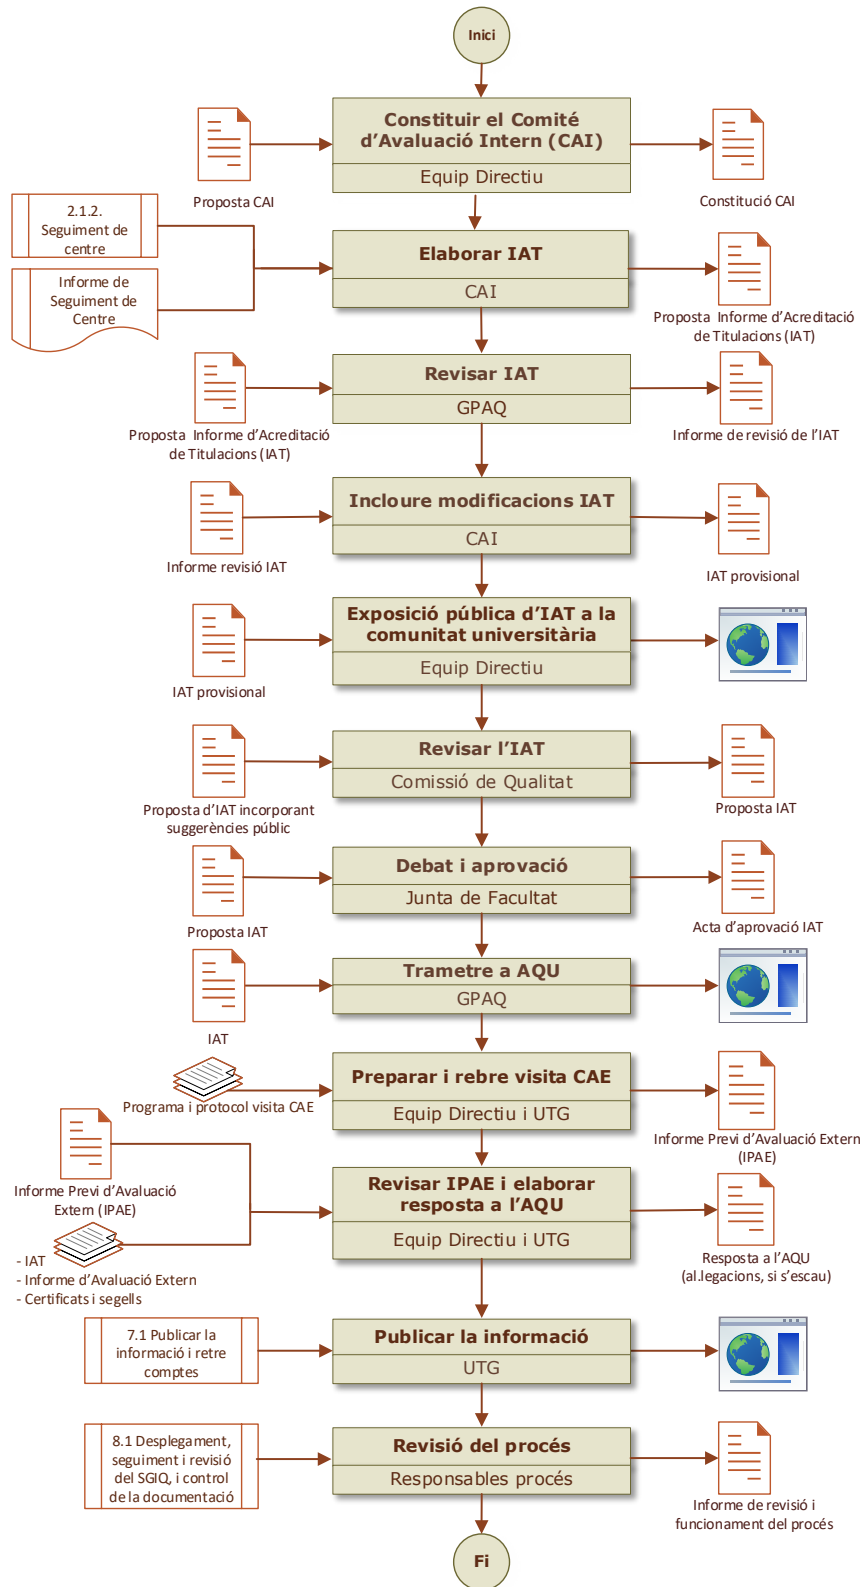 Inici
Constituir el Comité
d’Avaluació Intern (CAI)
Equip Directiu
Proposta CAI
Constitució CAI
2.1.2.
Seguiment de
centre
Informe de
Seguiment de
Centre
Elaborar IAT
CAI
Proposta Informe d’Acreditació
de Titulacions (IAT)
Revisar IAT
GPAQ
Proposta Informe d’Acreditació
de Titulacions (IAT)
Informe de revisió de l’IAT
Incloure modificacions IAT
CAI
Informe revisió IAT
IAT provisional
Exposició pública d’IAT a la
comunitat universitària
Equip Directiu
IAT provisional
Revisar l’IAT
Comissió de Qualitat
Proposta d’IAT incorporant
suggerències públic
Proposta IAT
Debat i aprovació
Junta de Facultat
Proposta IAT
Acta d’aprovació IAT
Trametre a AQU
GPAQ
IAT
Preparar i rebre visita CAE
Equip Directiu i UTG
Programa i protocol visita CAE
Informe Previ d’Avaluació Extern
(IPAE)
Informe Previ d’Avaluació
Extern (IPAE)
Revisar IPAE i elaborar
resposta a l’AQU
Equip Directiu i UTG
- IAT
- Informe d’Avaluació Extern
- Certificats i segells
Resposta a l’AQU
(al.legacions, si s’escau)
7.1 Publicar la
informació i retre
comptes
Publicar la informació
UTG
8.1 Desplegament,
seguiment i revisió
del SGIQ, i control
de la documentació
Revisió del procés
Responsables procés
Informe de revisió i
funcionament del procés
Fi